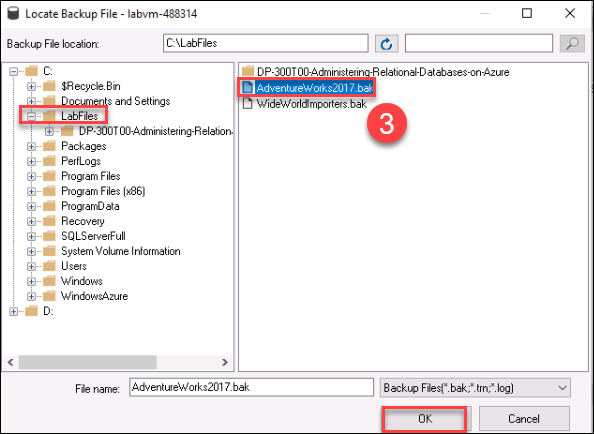 Locate Backup File - labvm-488314
Backup File location:
C:\LabFiles
C:
$Recycle.Bin
Documents and Settings
LabFiles
DP-300T00-Administering-Relation
Packages
PerfLogs
Program Files
Program Files (x86)
ProgramData
Recovery
SQLServerFull
System Volume Information
Users
Windows
WindowsAzure
D:
DP-300T00-Administering-Relational-Databases-on-Azure
AdventureWorks2017.bak
WideWorldImporters.bak
3
File name:
AdventureWorks2017.bak
Backup Files(*.bak;*.trn;*.log)
OK
Cancel